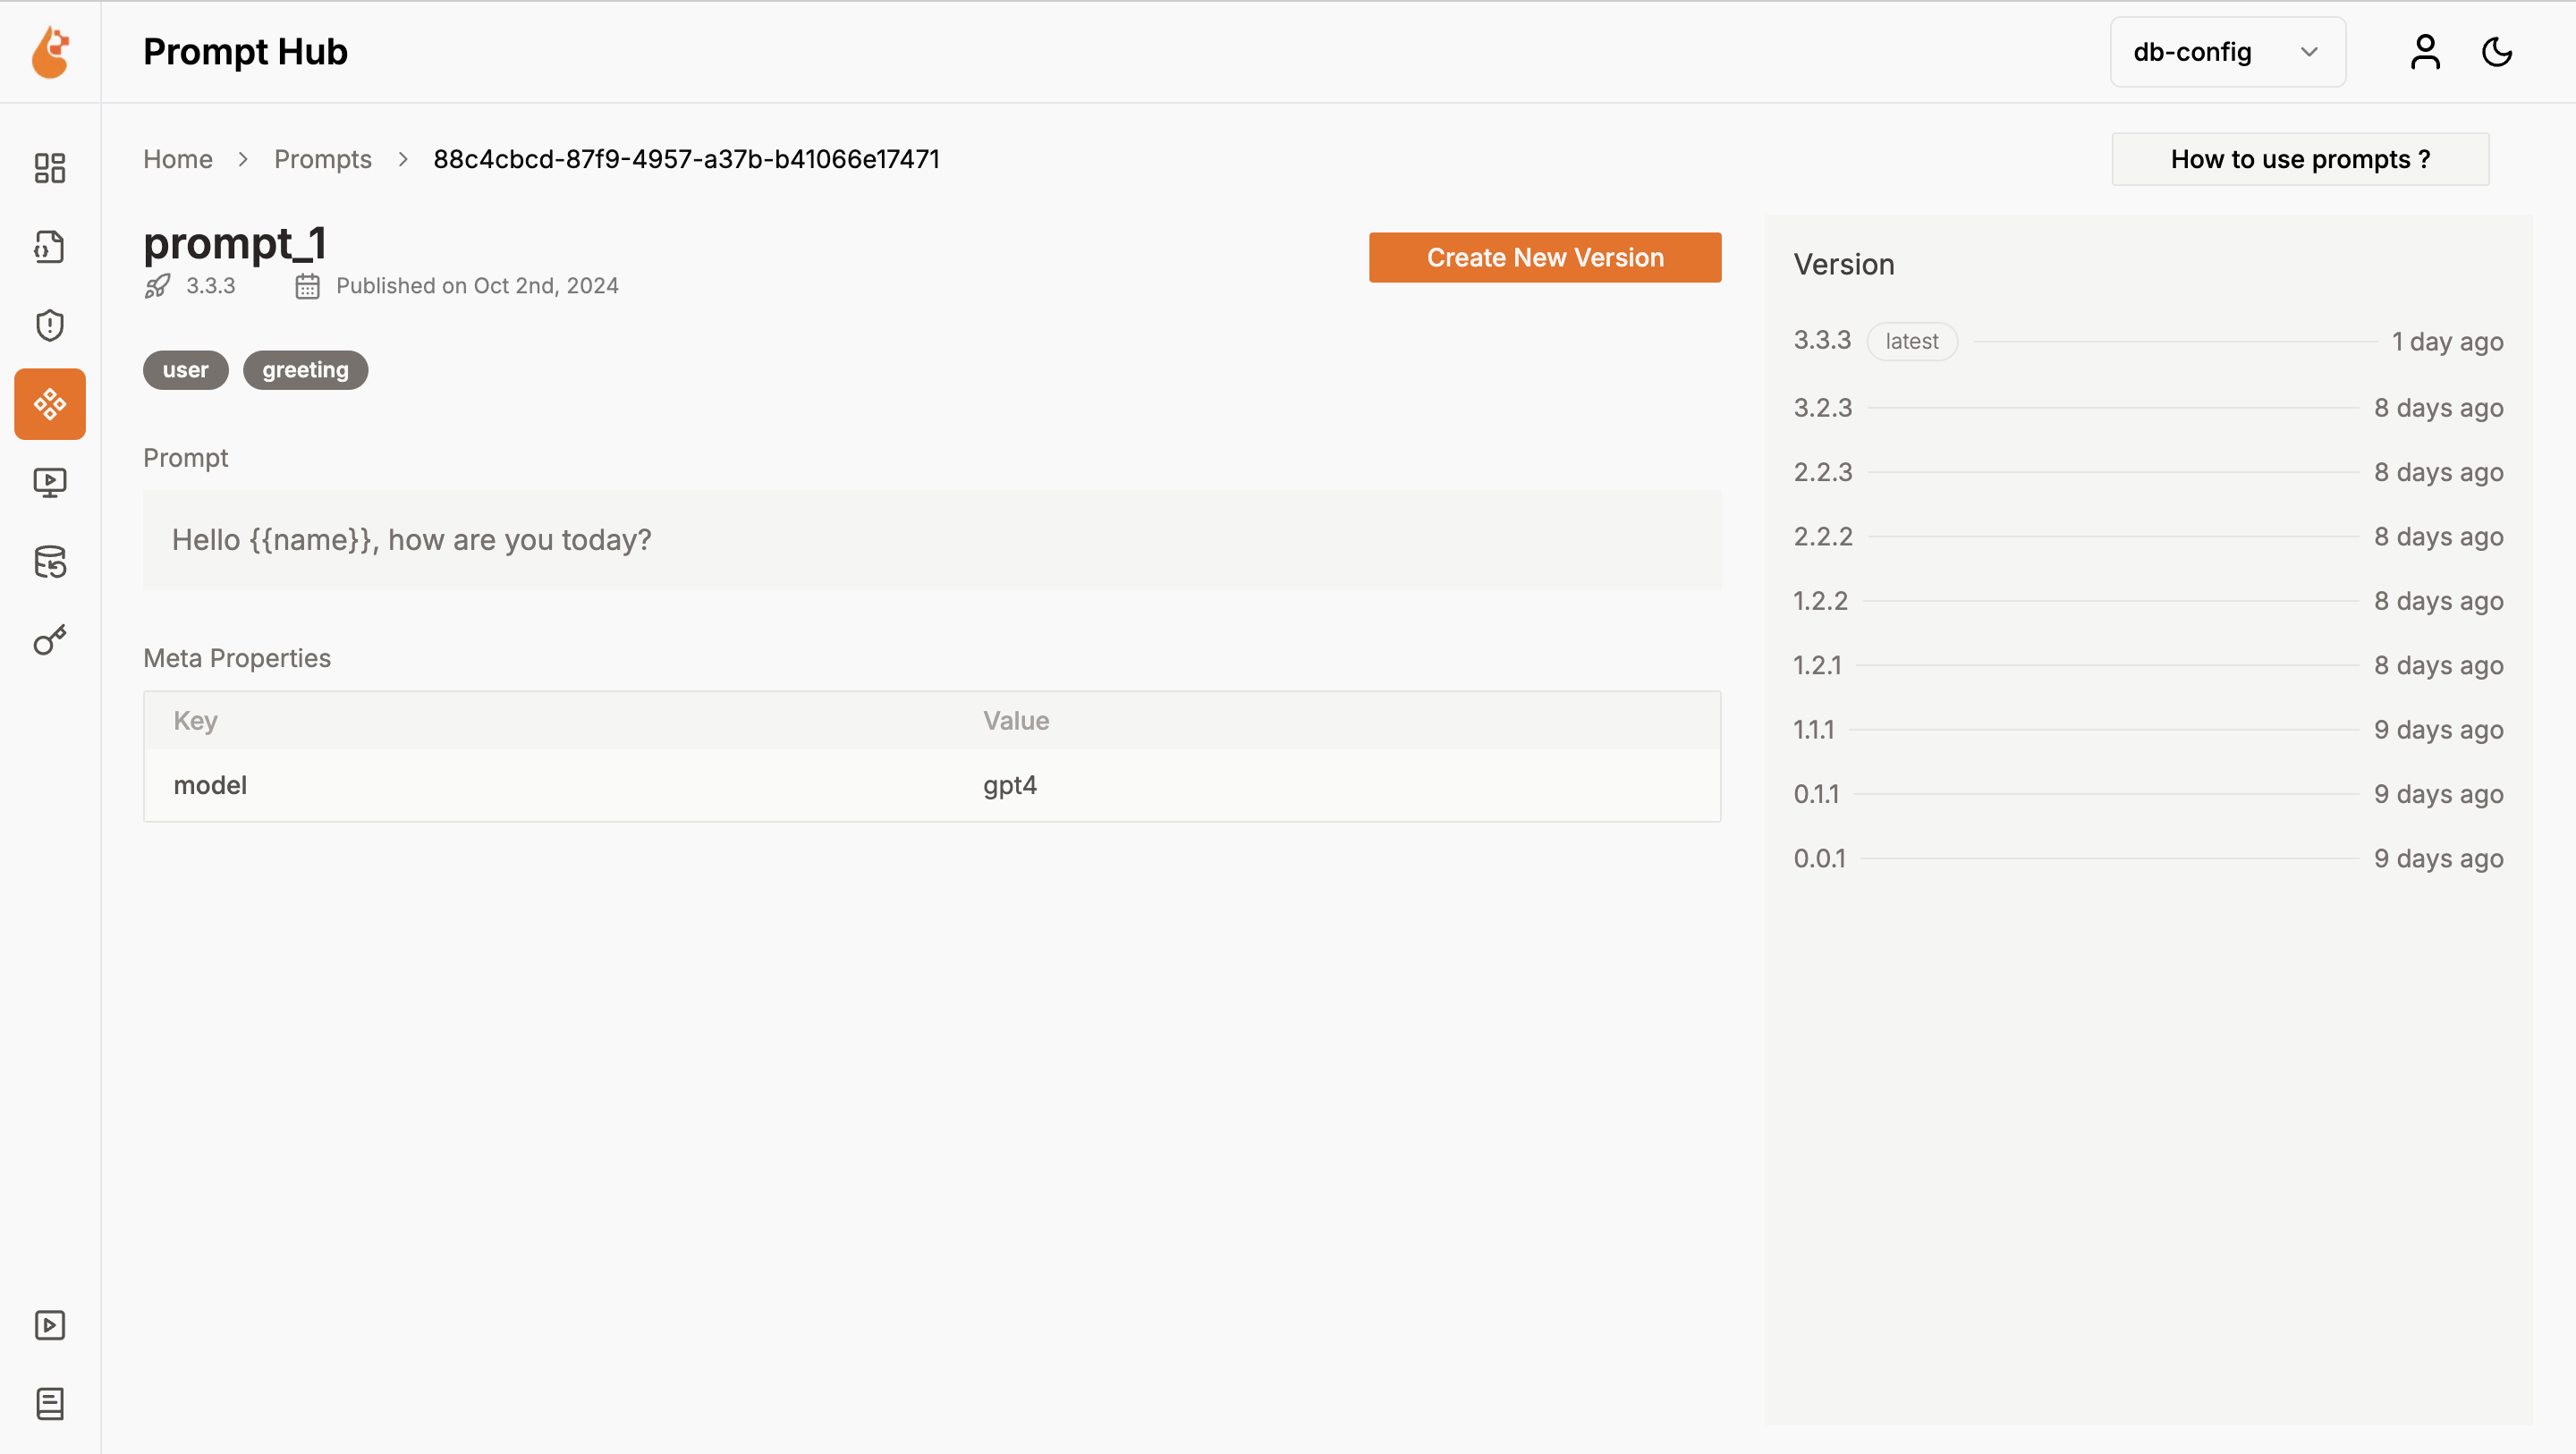 Prompt Hub
db-config
Home > Prompts > 88c4cbcd-87f9-4957-a37b-b41066e17471
How to use prompts ?
prompt_1
Create New Version
3.3.3 Published on Oct 2nd, 2024
user greeting
Prompt
Hello {{name}}, how are you today?
Meta Properties
Key Value
model gpt4
Version
3.3.3 latest 1 day ago
3.2.3 8 days ago
2.2.3 8 days ago
2.2.2 8 days ago
1.2.2 8 days ago
1.2.1 8 days ago
1.1.1 9 days ago
0.1.1 9 days ago
0.0.1 9 days ago